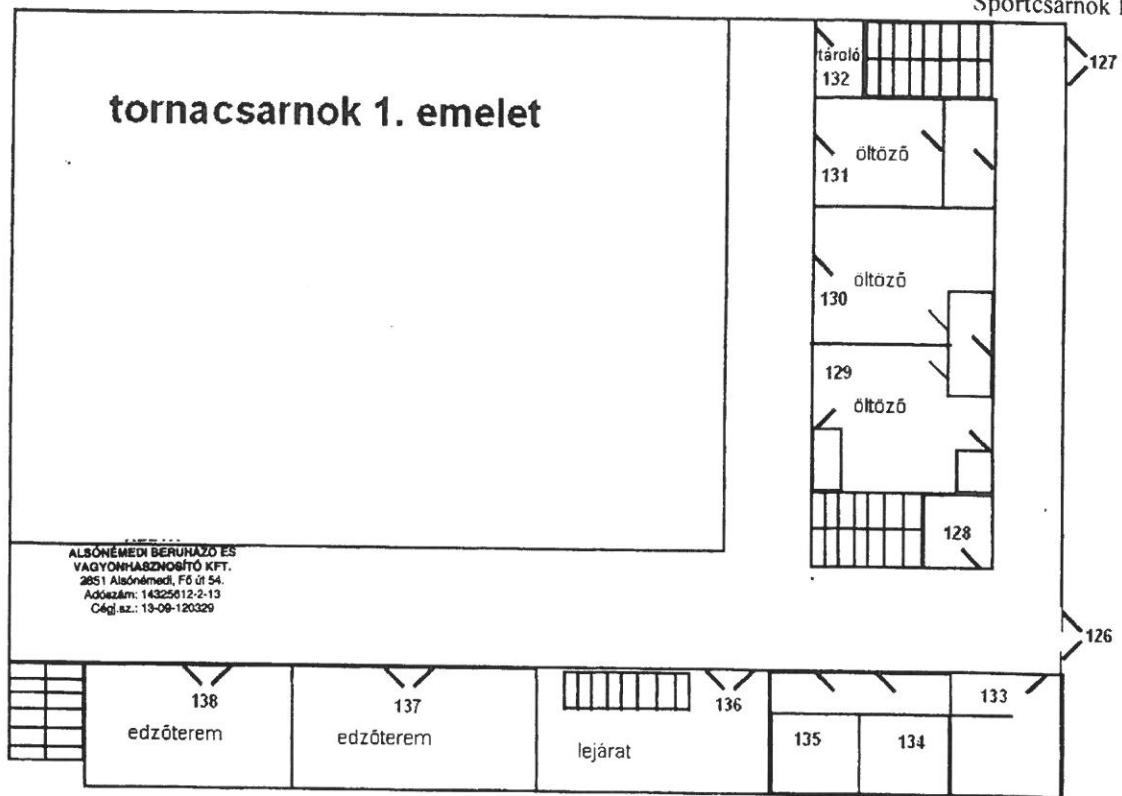 Sportcsarnok
127
tároló
132
tornacsarnok 1. emelet
öltöző
131
öltöző
130
129
öltöző
128
ALSÓNÉMEDI BERUHÁZO ÉS
VAGYONHASZNOSÍTÓ KFT.
2351 Alsónémedi, Fő út 54.
Adószám: 14325612-2-13
Cégj.sz.: 13-09-120329
126
138
137
136
133
edzőterem
edzőterem
lejárat
135
134